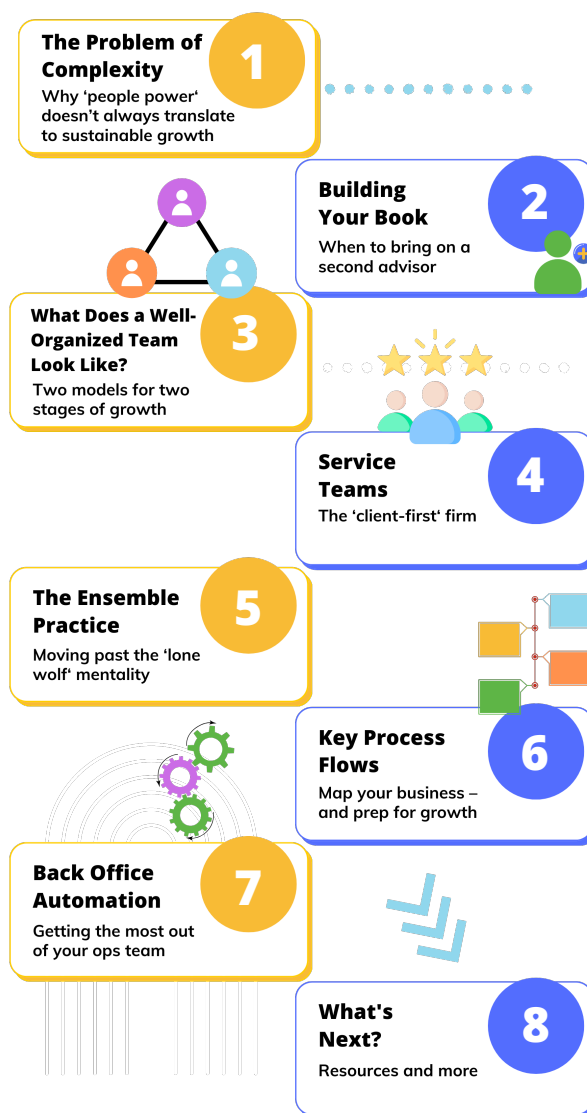 The Problem of
Complexity
1
Why ‘people power‘
doesn’t always translate
to sustainable growth
Building
Your Book
2
When to bring on a
second advisor
What Does a Well-
Organized Team
Look Like?
3
Two models for two
stages of growth
Service
Teams
4
The ‘client-first‘ firm
The Ensemble
Practice
5
Moving past the ‘lone
wolf‘ mentality
Key Process
Flows
6
Map your business –
and prep for growth
Back Office
Automation
7
Getting the most out
of your ops team
What's
Next?
8
Resources and more